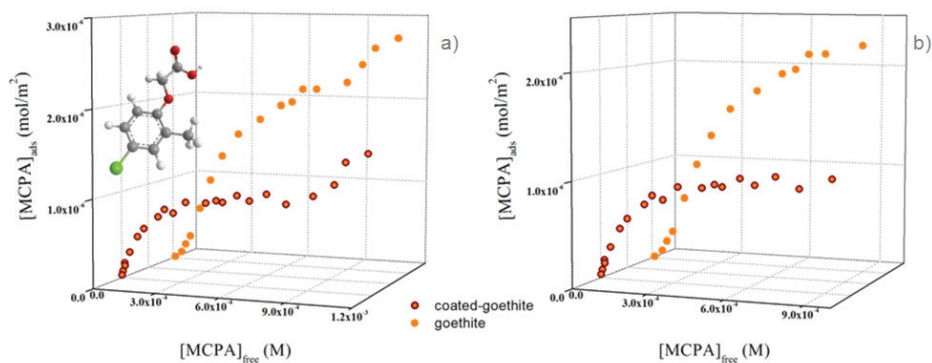 3.0x10⁻⁶
a)
b)
2.0x10⁻⁶
2.0x10⁻⁶
[MCPA]ads (mol/m²)
[MCPA]ads (mol/m²)
1.0x10⁻⁶
1.0x10⁻⁶
0.0
0.0
0.0
0.0
3.0x10⁻⁴
3.0x10⁻⁴
6.0x10⁻⁴
6.0x10⁻⁴
9.0x10⁻⁴
9.0x10⁻⁴
1.2x10⁻³
coated-goethite
goethite
[MCPA]free (M)
[MCPA]free (M)